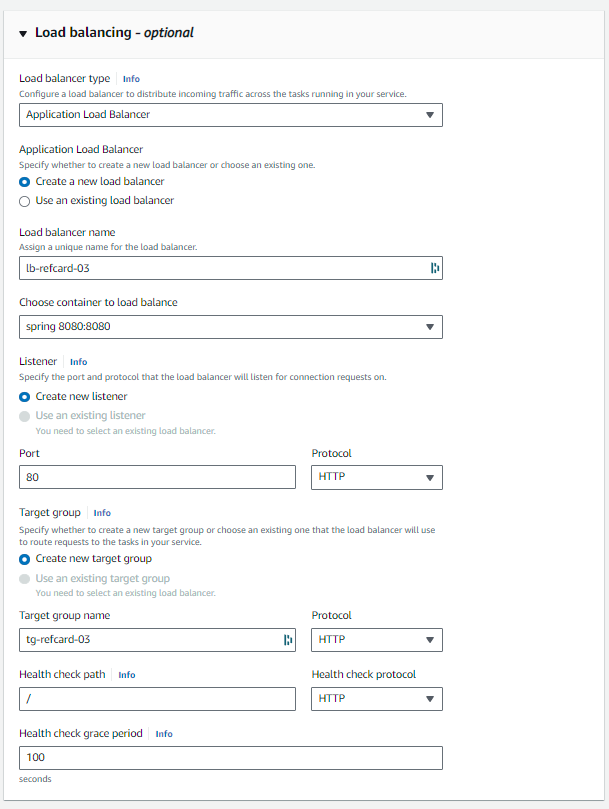 Load balancing - optional
Load balancer type Info
Configure a load balancer to distribute incoming traffic across the tasks running in your service.
Application Load Balancer
Application Load Balancer
Specify whether to create a new load balancer or choose an existing one.
Create a new load balancer
Use an existing load balancer
Load balancer name
Assign a unique name for the load balancer.
lb-refcard-03
Choose container to load balance
spring 8080:8080
Listener Info
Specify the port and protocol that the load balancer will listen for connection requests on.
Create new listener
Use an existing listener
You need to select an existing load balancer.
Port Protocol
80 HTTP
Target group Info
Specify whether to create a new target group or choose an existing one that the load balancer will use
to route requests to the tasks in your service.
Create new target group
Use an existing target group
You need to select an existing load balancer.
Target group name Protocol
tg-refcard-03 HTTP
Health check path Info Health check protocol
/ HTTP
Health check grace period Info
100
seconds